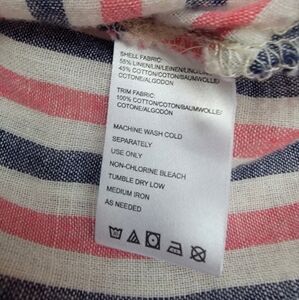 SHELL FABRIC:
55% LINEN/LIN/LEINEN/LINO/LINO
45% COTTON/COTON/BAUMWOLLE/
COTONE/ALGODON
TRIM FABRIC:
100% COTTON/COTON/BAUMWOLLE/
COTONE/ALGODON
MACHINE WASH COLD
SEPARATELY
USE ONLY
NON-CHLORINE BLEACH
TUMBLE DRY LOW
MEDIUM IRON
AS NEEDED